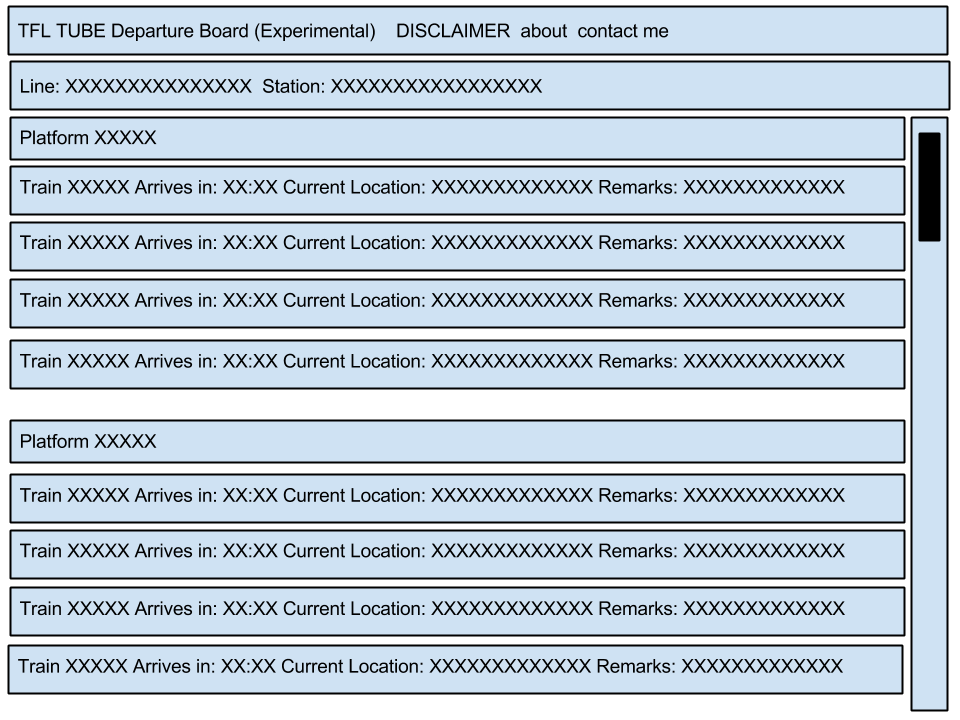 TFL TUBE Departure Board (Experimental) DISCLAIMER about contact me
Line: XXXXXXXXXXXXXXX Station: XXXXXXXXXXXXXXXXX
Platform XXXXX
Train XXXXX Arrives in: XX:XX Current Location: XXXXXXXXXXXXX Remarks: XXXXXXXXXXXXX
Train XXXXX Arrives in: XX:XX Current Location: XXXXXXXXXXXXX Remarks: XXXXXXXXXXXXX
Train XXXXX Arrives in: XX:XX Current Location: XXXXXXXXXXXXX Remarks: XXXXXXXXXXXXX
Train XXXXX Arrives in: XX:XX Current Location: XXXXXXXXXXXXX Remarks: XXXXXXXXXXXXX
Platform XXXXX
Train XXXXX Arrives in: XX:XX Current Location: XXXXXXXXXXXXX Remarks: XXXXXXXXXXXXX
Train XXXXX Arrives in: XX:XX Current Location: XXXXXXXXXXXXX Remarks: XXXXXXXXXXXXX
Train XXXXX Arrives in: XX:XX Current Location: XXXXXXXXXXXXX Remarks: XXXXXXXXXXXXX
Train XXXXX Arrives in: XX:XX Current Location: XXXXXXXXXXXXX Remarks: XXXXXXXXXXXXX